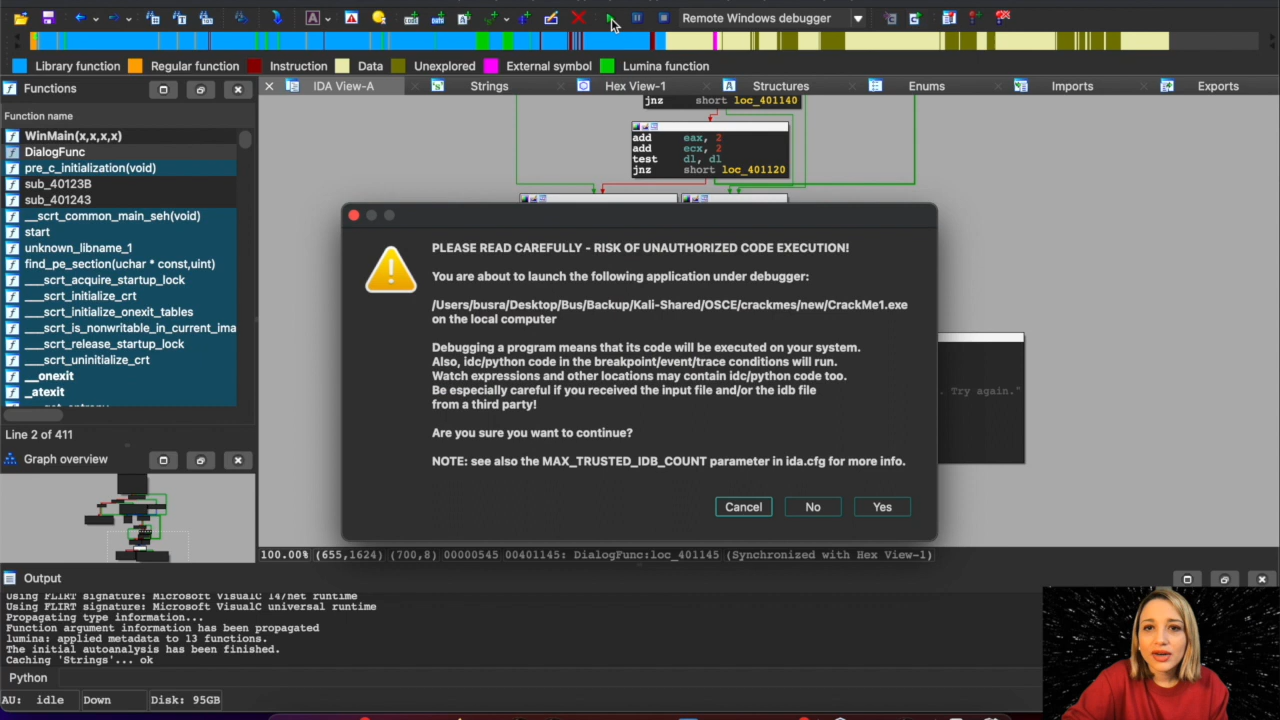 Remote Windows debugger
Library function Regular function Instruction Data Unexplored External symbol Lumina function
Functions
IDA View-A Strings Hex View-1 Structures Enums Imports Exports
Function name
WinMain(x,x,x,x)
DialogFunc
pre_c_initialization(void)
sub_40123B
sub_401243
__scrt_common_main_seh(void)
start
unknown_libname_1
find_pe_section(uchar * const,uint)
___scrt_acquire_startup_lock
___scrt_initialize_crt
___scrt_initialize_onexit_tables
___scrt_is_nonwritable_in_current_ima
___scrt_release_startup_lock
___scrt_uninitialize_crt
__onexit
_atexit
Line 2 of 411
Graph overview
jnz short loc_401140
add eax, 2
add ecx, 2
test dl, dl
jnz short loc_401120
PLEASE READ CAREFULLY - RISK OF UNAUTHORIZED CODE EXECUTION!
You are about to launch the following application under debugger:
/Users/busra/Desktop/Bus/Backup/Kali-Shared/OSCE/crackmes/new/CrackMe1.exe
on the local computer
Debugging a program means that its code will be executed on your system.
Also, idc/python code in the breakpoint/event/trace conditions will run.
Watch expressions and other locations may contain idc/python code too.
Be especially careful if you received the input file and/or the idb file
from a third party!
Are you sure you want to continue?
NOTE: see also the MAX_TRUSTED_IDB_COUNT parameter in ida.cfg for more info.
Cancel No Yes
. Try again."
100.00% (655,1624) (700,8) 00000545 00401145: DialogFunc:loc_401145 (Synchronized with Hex View-1)
Output
Using FLIRT signature: Microsoft VisualC 14/net runtime
Using FLIRT signature: Microsoft VisualC universal runtime
Propagating type information...
Function argument information has been propagated
lumina: applied metadata to 13 functions.
The initial autoanalysis has been finished.
Caching 'Strings'... ok
Python
AU: idle Down Disk: 95GB